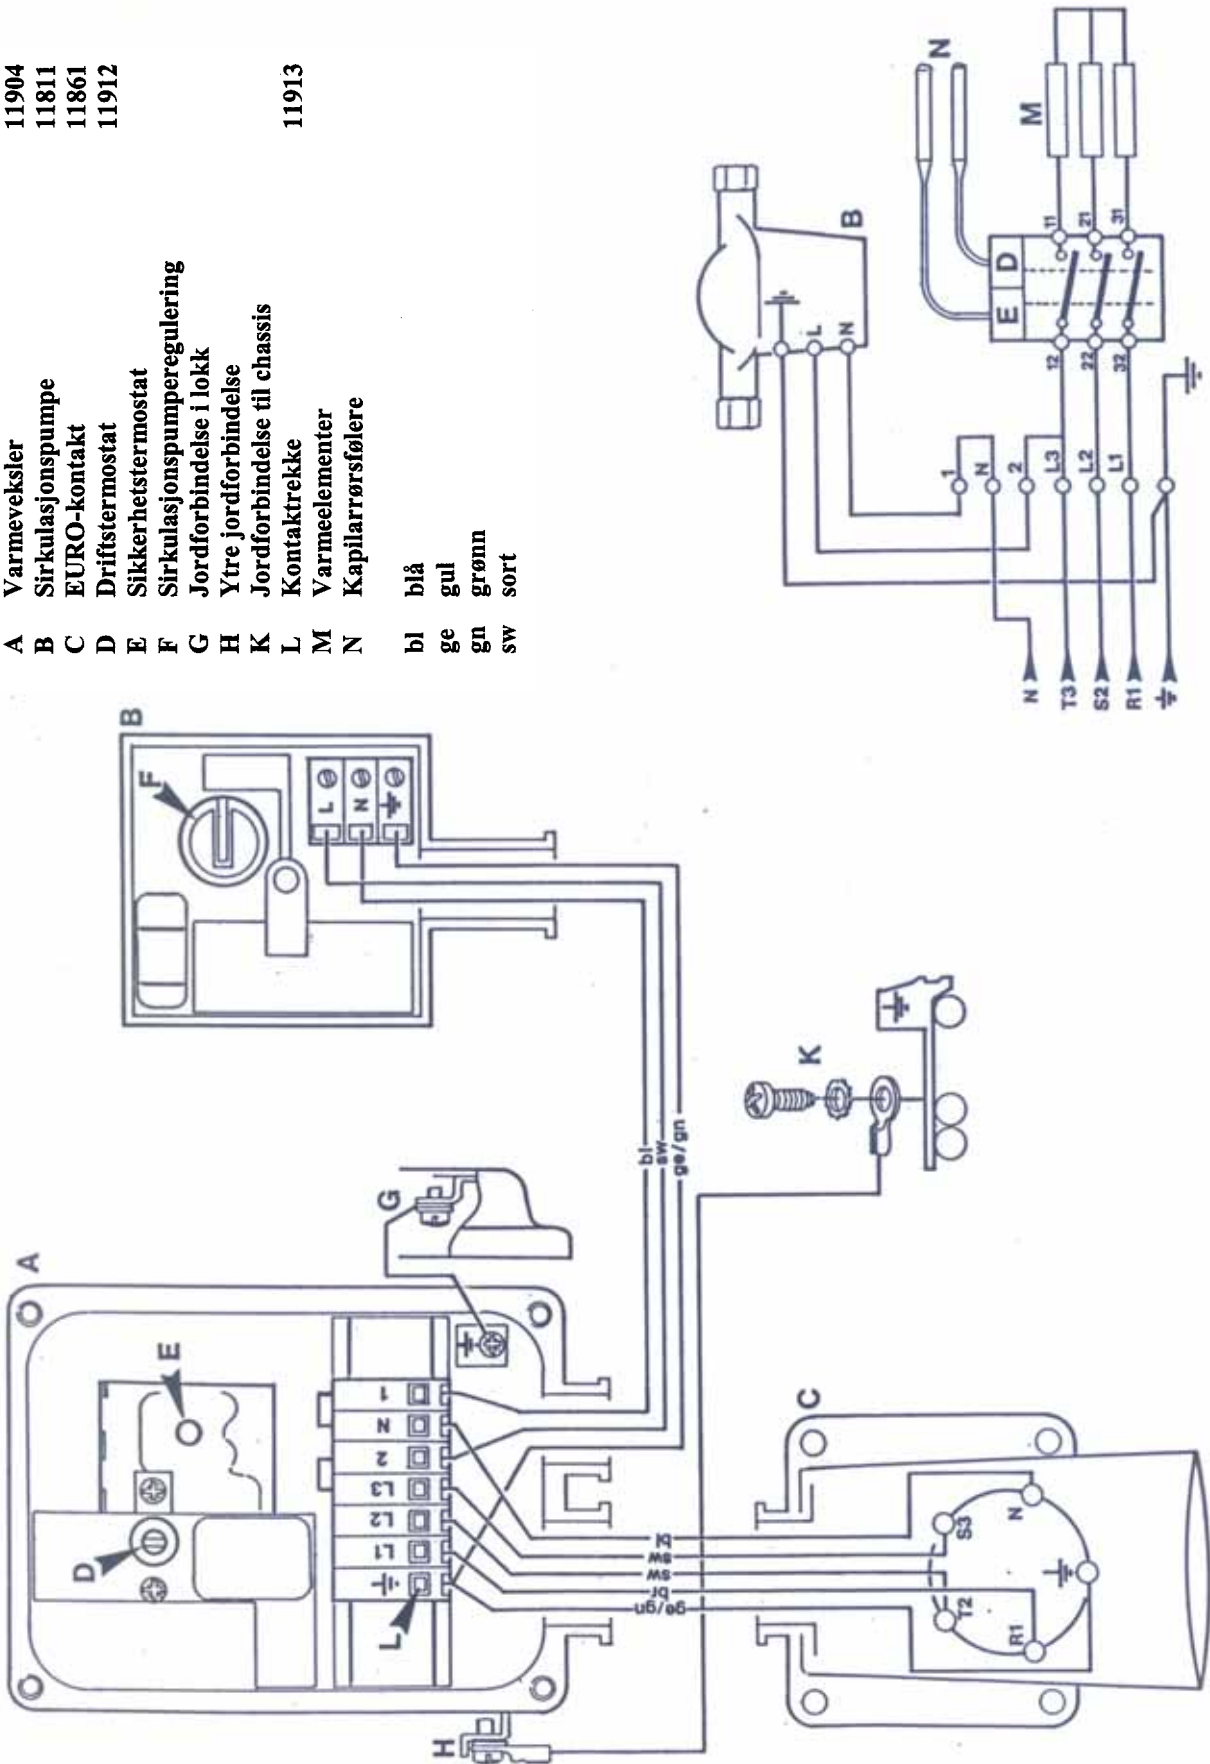 A Varmeveksler 11904
B Sirkulasjonspumpe 11811
C EURO-kontakt 11861
D Driftstermostat 11912
E Sikkerhetstermostat
F Sirkulasjonspumperegulering
G Jordforbindelse i lokk
H Ytre jordforbindelse
K Jordforbindelse til chassis
L Kontaktrekke 11913
M Varmeelementer
N Kapilarrørsfølere
bl blå
ge gul
gn grønn
sw sort
A
D
E
L
L1
L2
L3
2
N
1
G
H
B
F
L
N
bl
sw
ge/gn
K
C
bl
sw
sw
br
ge/gn
S3
N
T2
R1
B
L
N
N
M
E
D
11
21
31
12
22
32
1
N
2
L3
L2
L1
N
T3
S2
R1